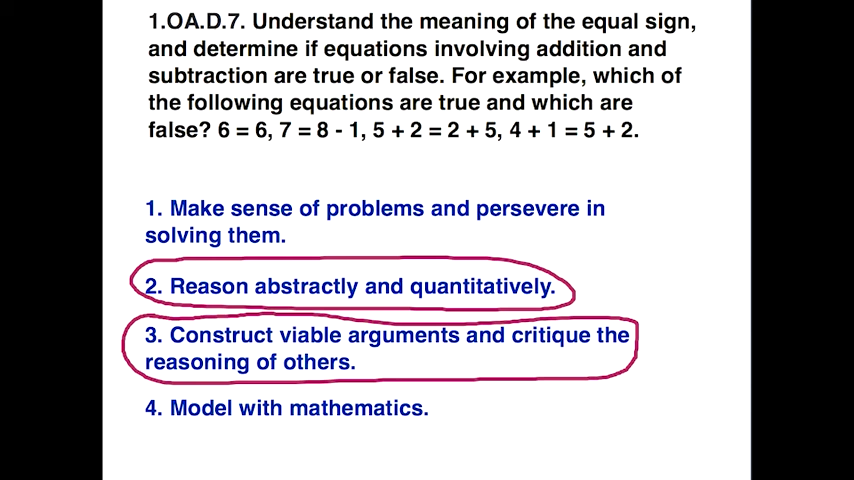 1.OA.D.7. Understand the meaning of the equal sign,
and determine if equations involving addition and
subtraction are true or false. For example, which of
the following equations are true and which are
false? 6 = 6, 7 = 8 - 1, 5 + 2 = 2 + 5, 4 + 1 = 5 + 2.
1. Make sense of problems and persevere in
solving them.
2. Reason abstractly and quantitatively.
3. Construct viable arguments and critique the
reasoning of others.
4. Model with mathematics.